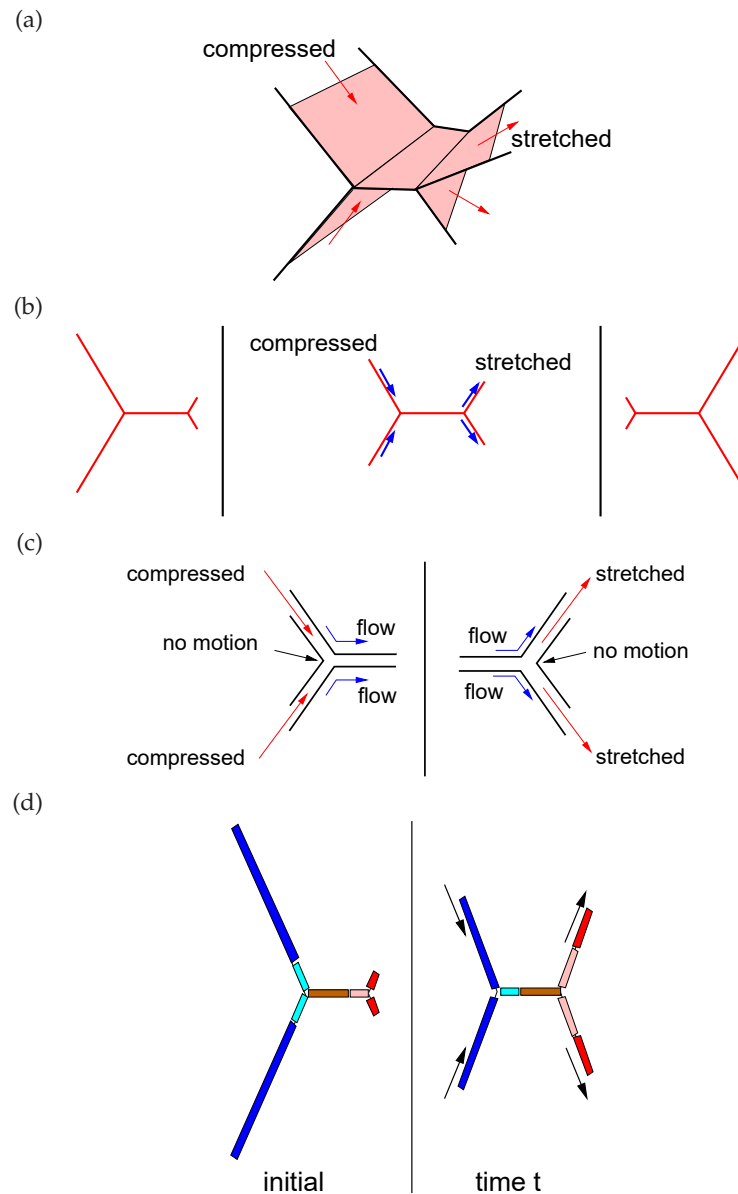 (a)
compressed
stretched
(b)
compressed
stretched
(c)
compressed
flow
no motion
flow
compressed
stretched
flow
no motion
flow
stretched
(d)
initial
time t